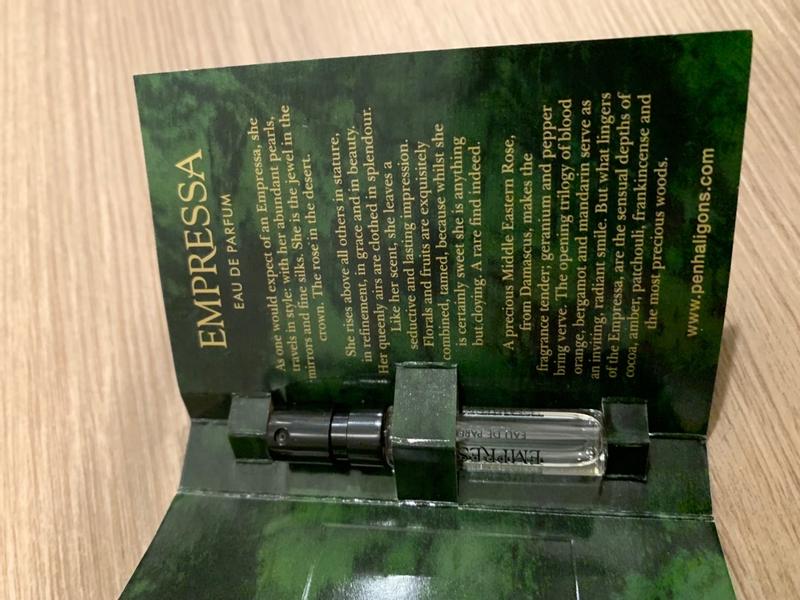 EMPRESSA
EAU DE PARFUM
As one would expect of an Empressa, she
travels in style: with her abundant pearls,
mirrors and fine silks. She is the jewel in the
crown. The rose in the desert.
She rises above all others in stature,
in refinement, in grace and in beauty.
Her queenly airs are clothed in splendour.
Like her scent, she leaves a
seductive and lasting impression.
Florals and fruits are exquisitely
combined, tamed, because whilst she
is certainly sweet she is anything
but cloying. A rare find indeed.
A precious Middle Eastern Rose,
from Damascus, makes the
fragrance tender; geranium and pepper
bring verve. The opening trilogy of blood
orange, bergamot and mandarin serve as
an inviting, radiant smile. But what lingers
of the Empressa, are the sensual depths of
cocoa, amber, patchouli, frankincense and
the most precious woods.
www.penhaligons.com
EMPRES
EAU DE PARF